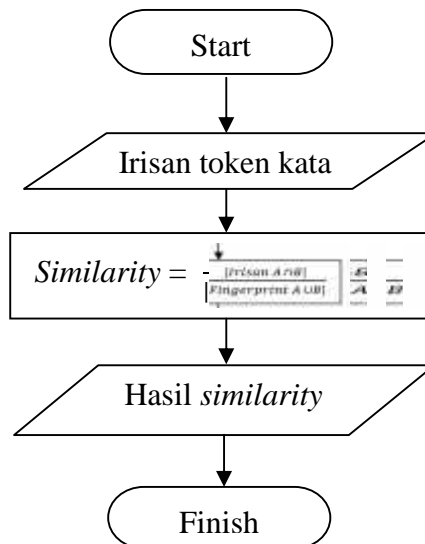 Start
Irisan token kata
Similarity =
|Irisan A∩B|
|Fingerprint A∪B|
A B
Hasil similarity
Finish